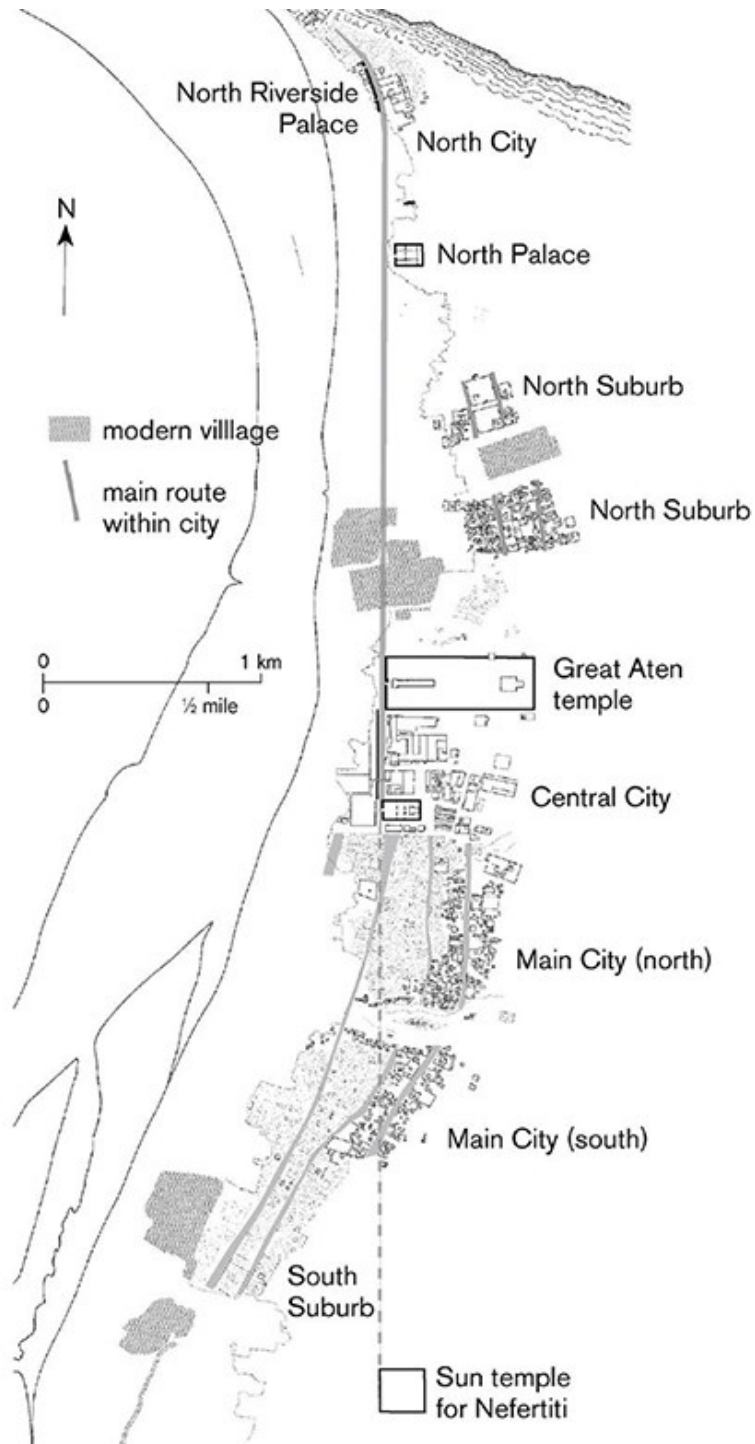 North Riverside
Palace
North City
N
North Palace
North Suburb
modern villlage
main route
within city
North Suburb
0 1 km
0 ½ mile
Great Aten
temple
Central City
Main City (north)
Main City (south)
South
Suburb
Sun temple
for Nefertiti